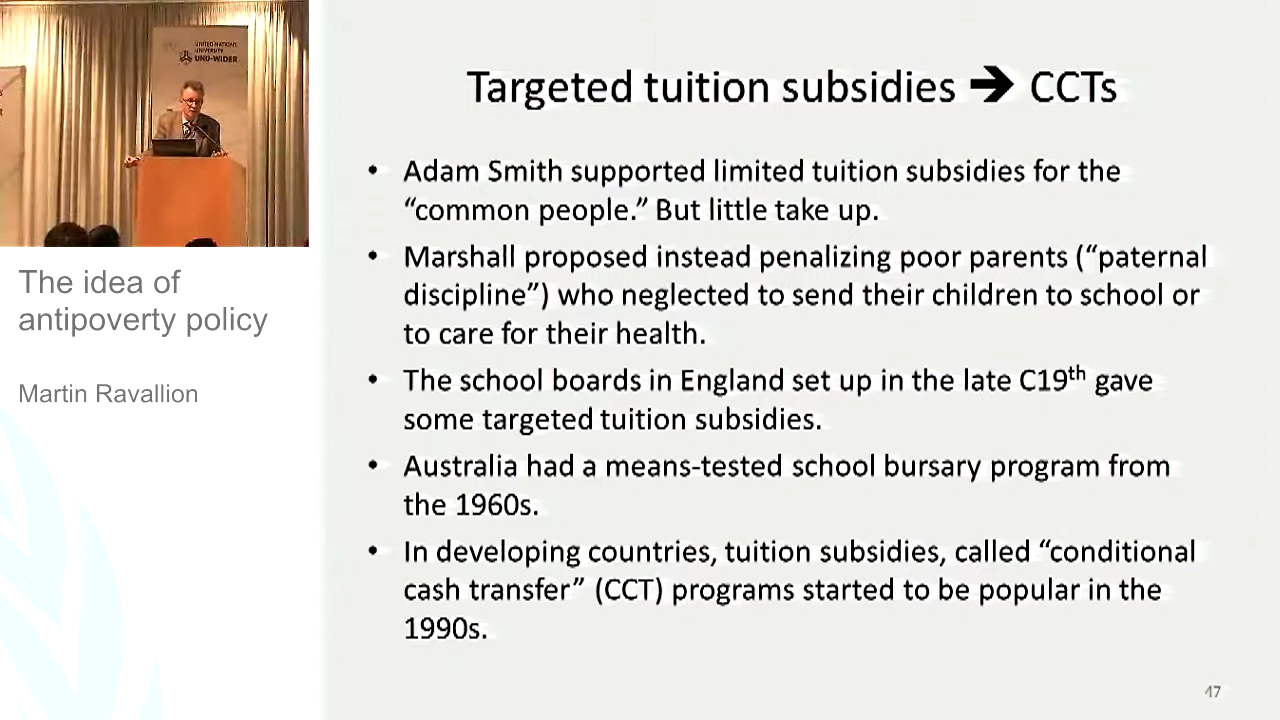 UNITED NATIONS
UNIVERSITY
UNU-WIDER
The idea of
antipoverty policy
Martin Ravallion
Targeted tuition subsidies ➔ CCTs
• Adam Smith supported limited tuition subsidies for the
“common people.” But little take up.
• Marshall proposed instead penalizing poor parents (“paternal
discipline”) who neglected to send their children to school or
to care for their health.
• The school boards in England set up in the late C19th gave
some targeted tuition subsidies.
• Australia had a means-tested school bursary program from
the 1960s.
• In developing countries, tuition subsidies, called “conditional
cash transfer” (CCT) programs started to be popular in the
1990s.
17